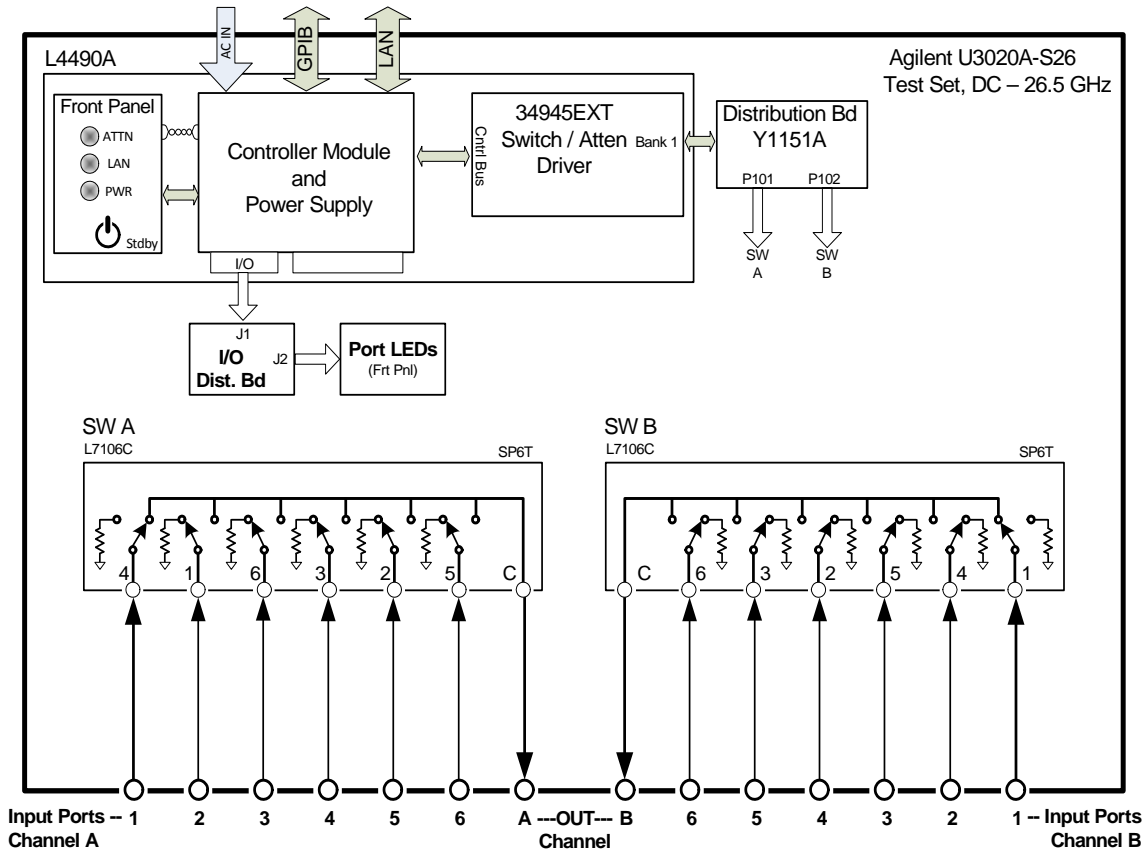 AC IN
GPIB
LAN
L4490A
Agilent U3020A-S26
Test Set, DC – 26.5 GHz
Front Panel
ATTN
LAN
PWR
Stdby
Controller Module
and
Power Supply
I/O
Cntrl Bus
34945EXT
Switch / Atten
Driver
Bank 1
Distribution Bd
Y1151A
P101
P102
SW
A
SW
B
J1
I/O
Dist. Bd
J2
Port LEDs
(Frt Pnl)
SW A
L7106C
SP6T
4 1 6 3 2 5 C
SW B
L7106C
SP6T
C 6 3 2 5 4 1
Input Ports -- 1 2 3 4 5 6 A ---OUT--- B 6 5 4 3 2 1 -- Input Ports
Channel A Channel Channel B